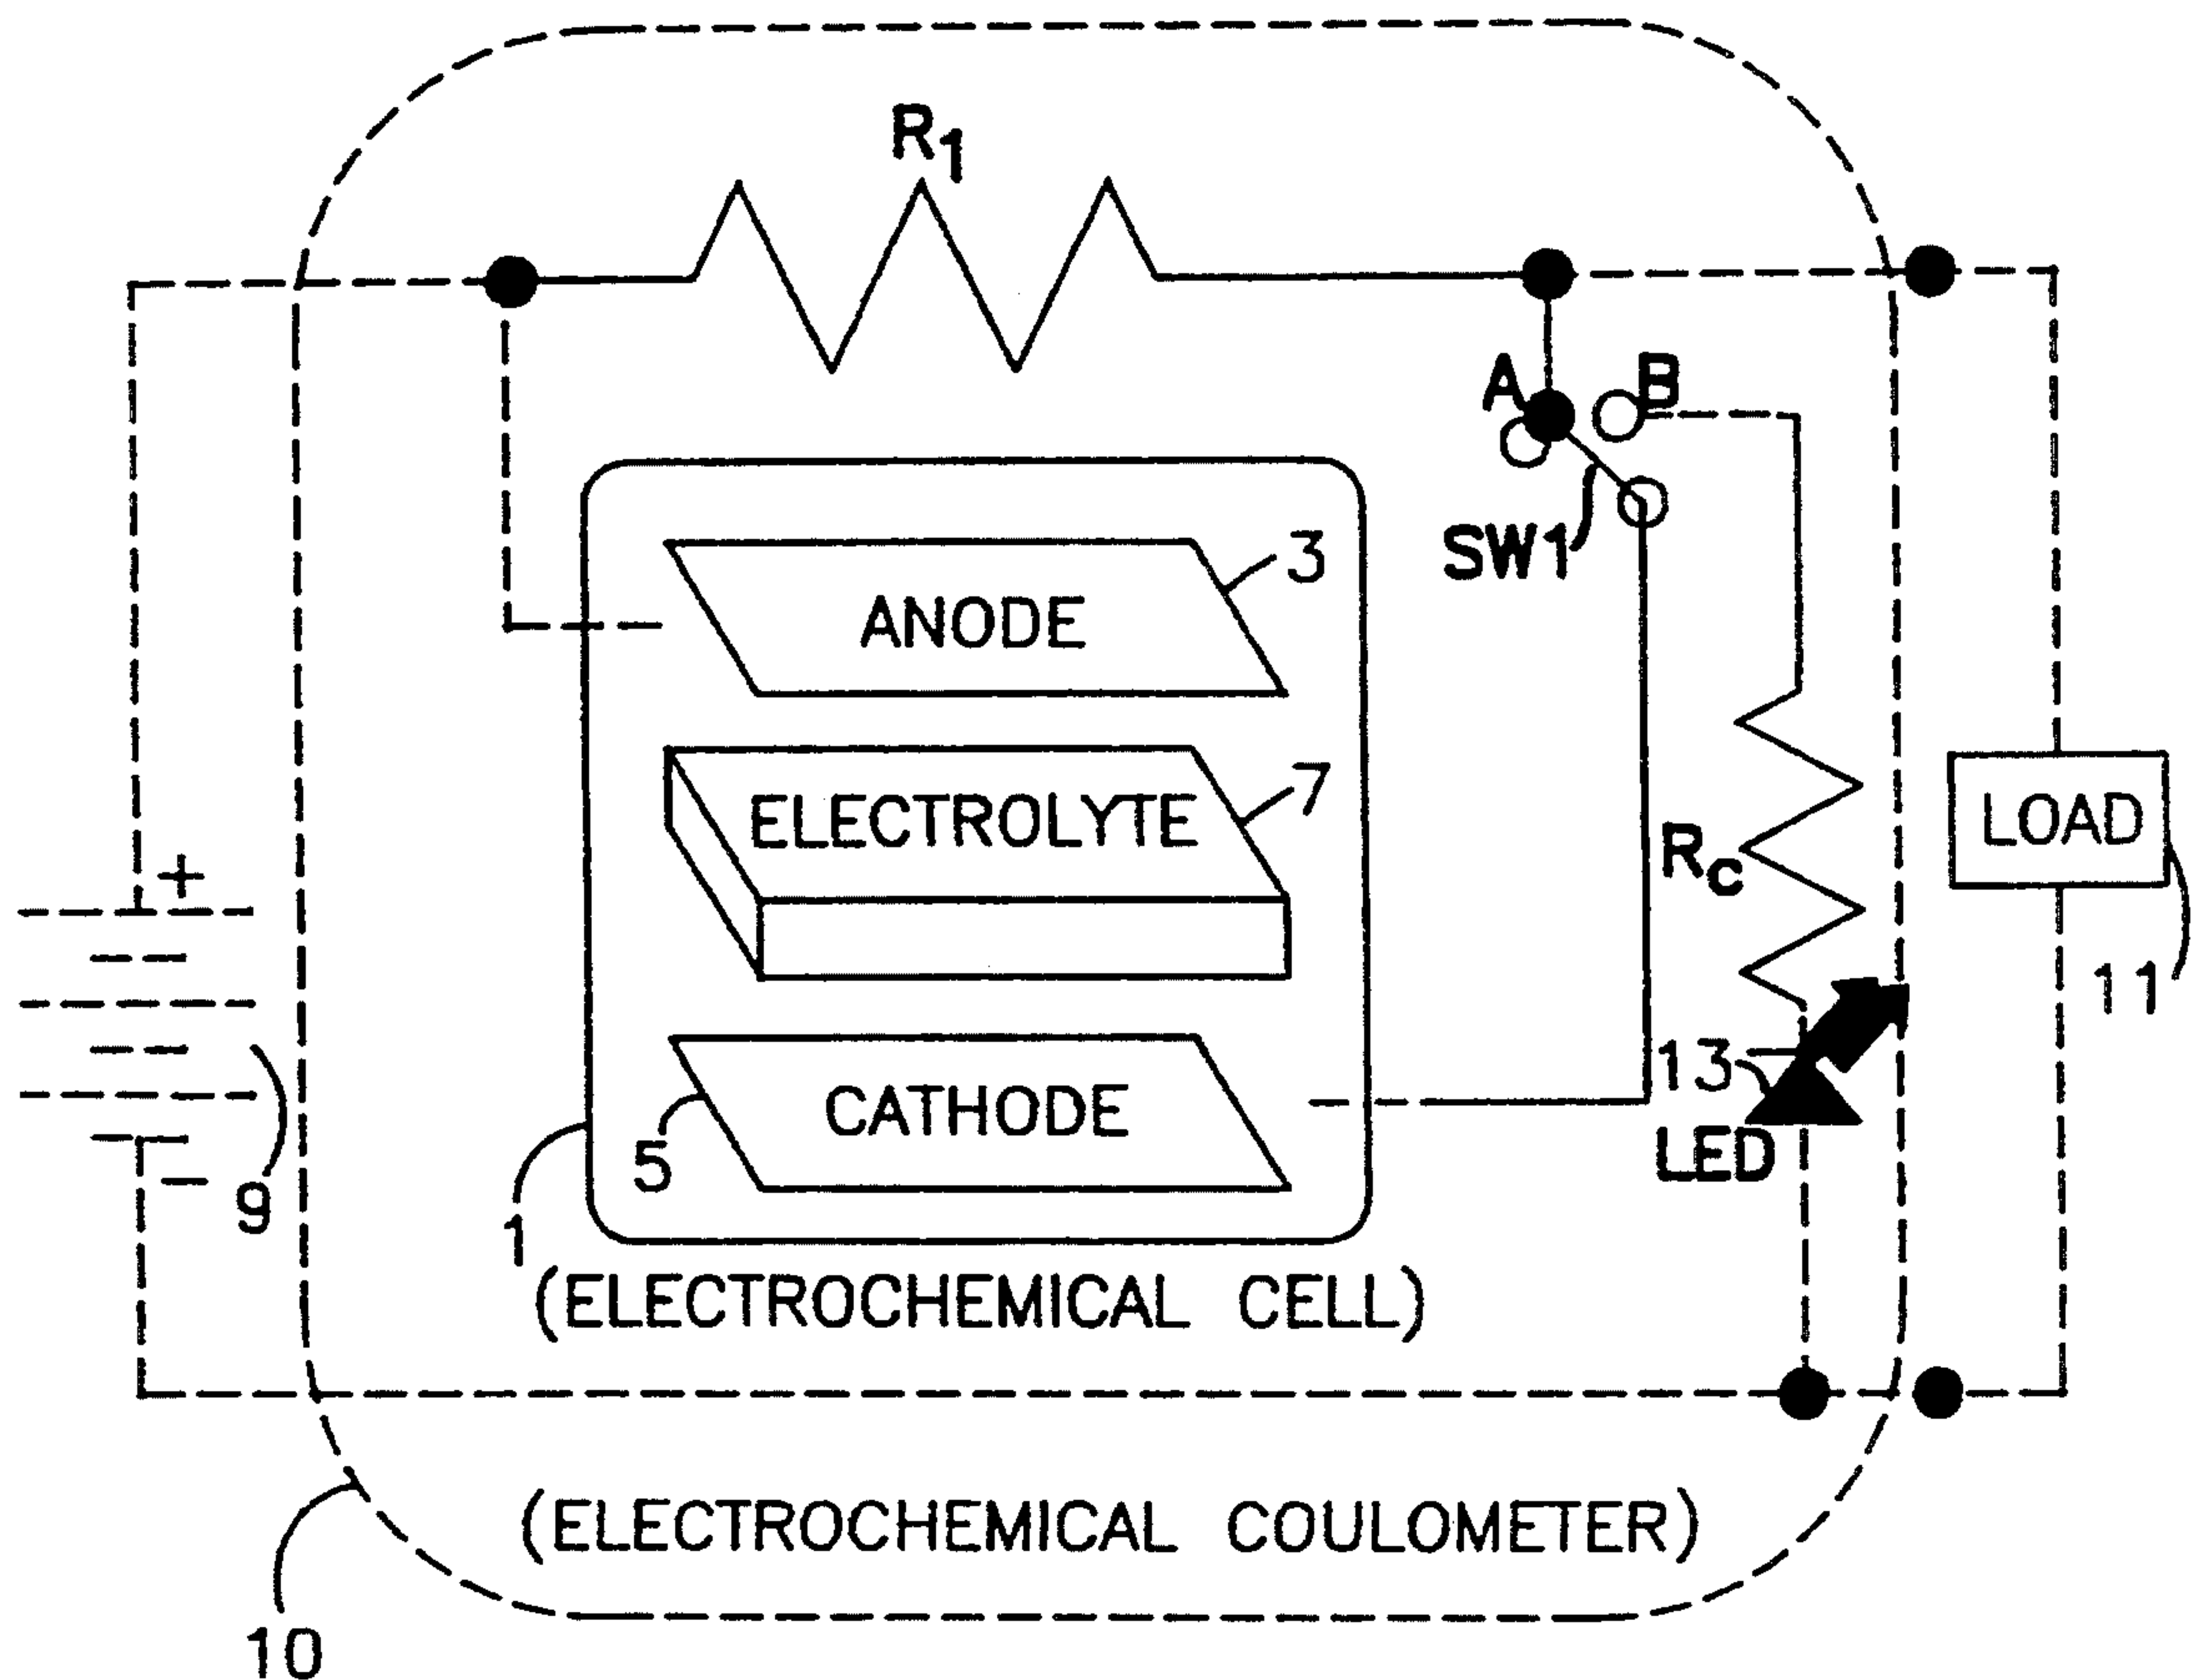 R1
A
B
SW1
3
ANODE
7
ELECTROLYTE
LOAD
Rc
+
11
13
CATHODE
LED
5
−
9
1
(ELECTROCHEMICAL CELL)
(ELECTROCHEMICAL COULOMETER)
10